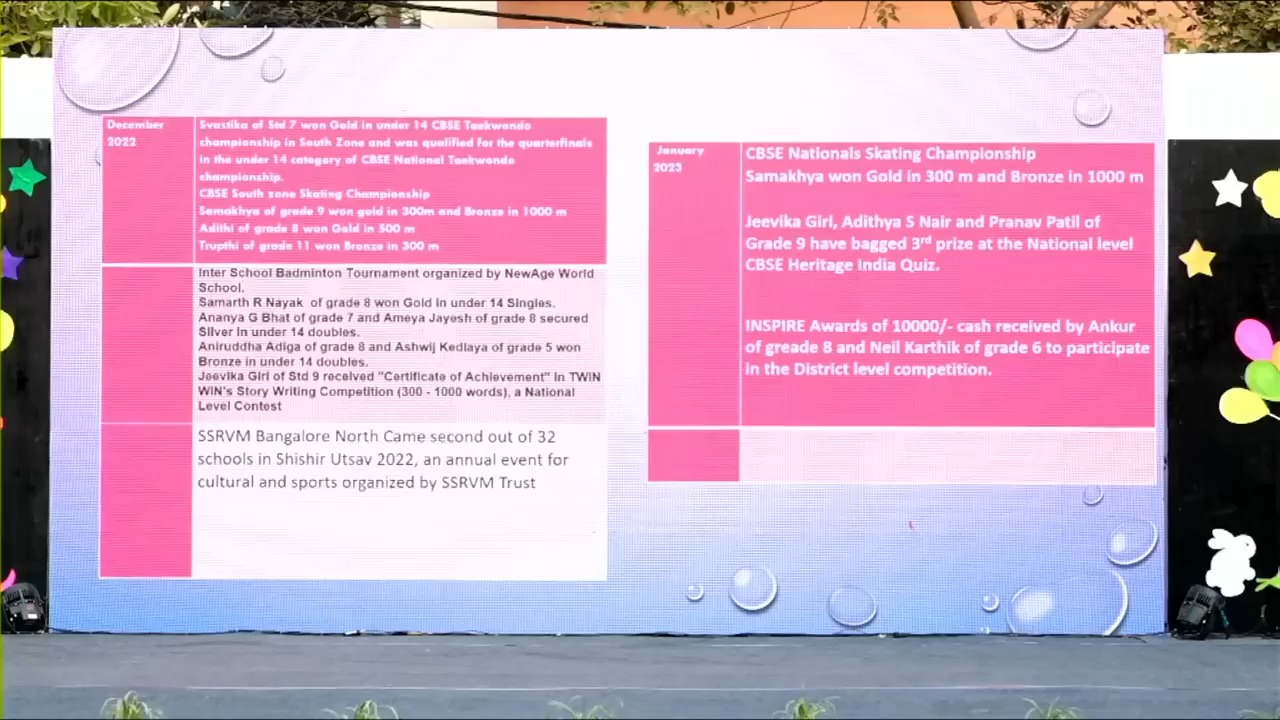 December
2022
Svastika of Std 7 won Gold in under 14 CBSE Taekwondo
championship in South Zone and was qualified for the quarterfinals
in the under 14 category of CBSE National Taekwondo
championship.
CBSE South zone Skating Championship
Samakhya of grade 9 won gold in 300m and Bronze in 1000 m
Adithi of grade 8 won Gold in 500 m
Trupthi of grade 11 won Bronze in 300 m
Inter School Badminton Tournament organized by NewAge World
School.
Samarth R Nayak of grade 8 won Gold in under 14 Singles.
Ananya G Bhat of grade 7 and Ameya Jayesh of grade 8 secured
Silver in under 14 doubles.
Aniruddha Adiga of grade 8 and Ashwij Kedlaya of grade 5 won
Bronze in under 14 doubles.
Jeevika Giri of Std 9 received "Certificate of Achievement" in TWIN
WIN's Story Writing Competition (300 - 1000 words), a National
Level Contest
SSRVM Bangalore North Came second out of 32
schools in Shishir Utsav 2022, an annual event for
cultural and sports organized by SSRVM Trust
January
2023
CBSE Nationals Skating Championship
Samakhya won Gold in 300 m and Bronze in 1000 m
Jeevika Giri, Adithya S Nair and Pranav Patil of
Grade 9 have bagged 3rd prize at the National level
CBSE Heritage India Quiz.
INSPIRE Awards of 10000/- cash received by Ankur
of greade 8 and Neil Karthik of grade 6 to participate
in the District level competition.